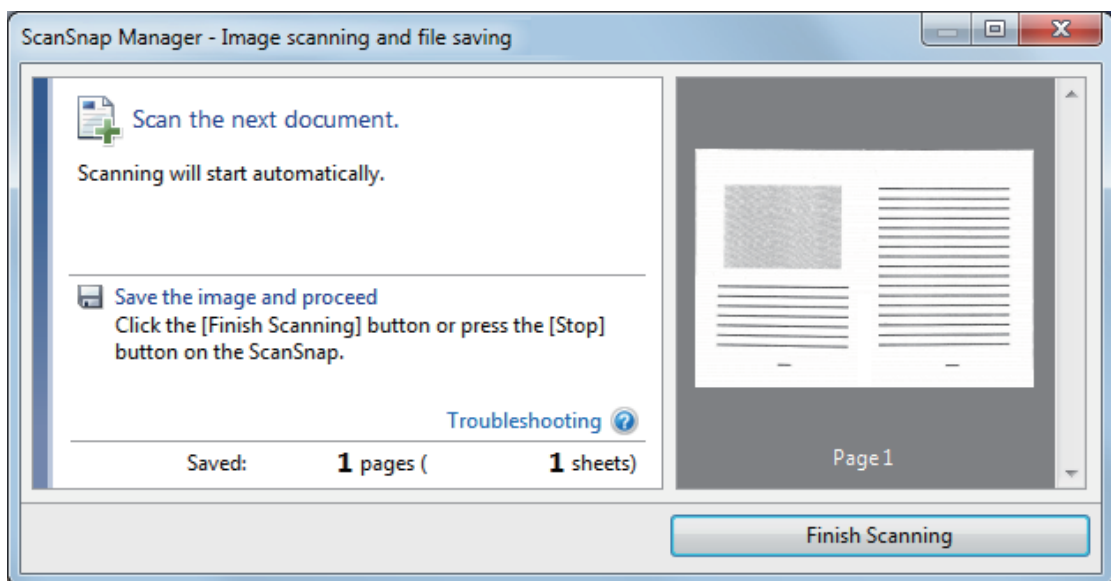 ScanSnap Manager - Image scanning and file saving
Scan the next document.
Scanning will start automatically.
Save the image and proceed
Click the [Finish Scanning] button or press the [Stop]
button on the ScanSnap.
Troubleshooting
Saved: 1 pages ( 1 sheets)
Page 1
Finish Scanning